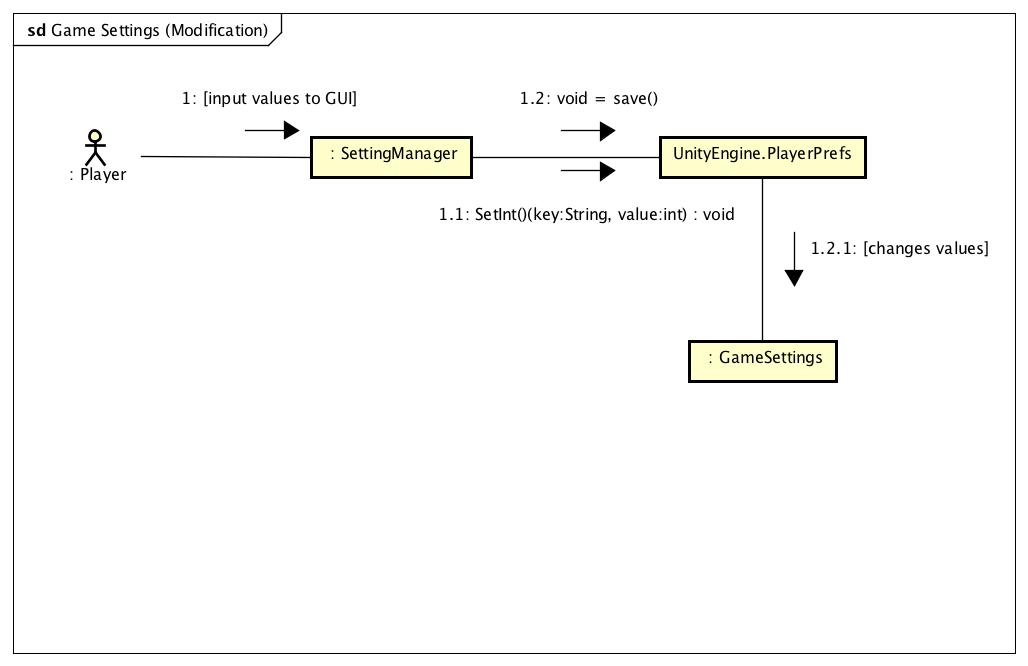 sd Game Settings (Modification)
1: [input values to GUI]
1.2: void = save()
: Player
: SettingManager
UnityEngine.PlayerPrefs
1.1: SetInt()(key:String, value:int) : void
1.2.1: [changes values]
: GameSettings